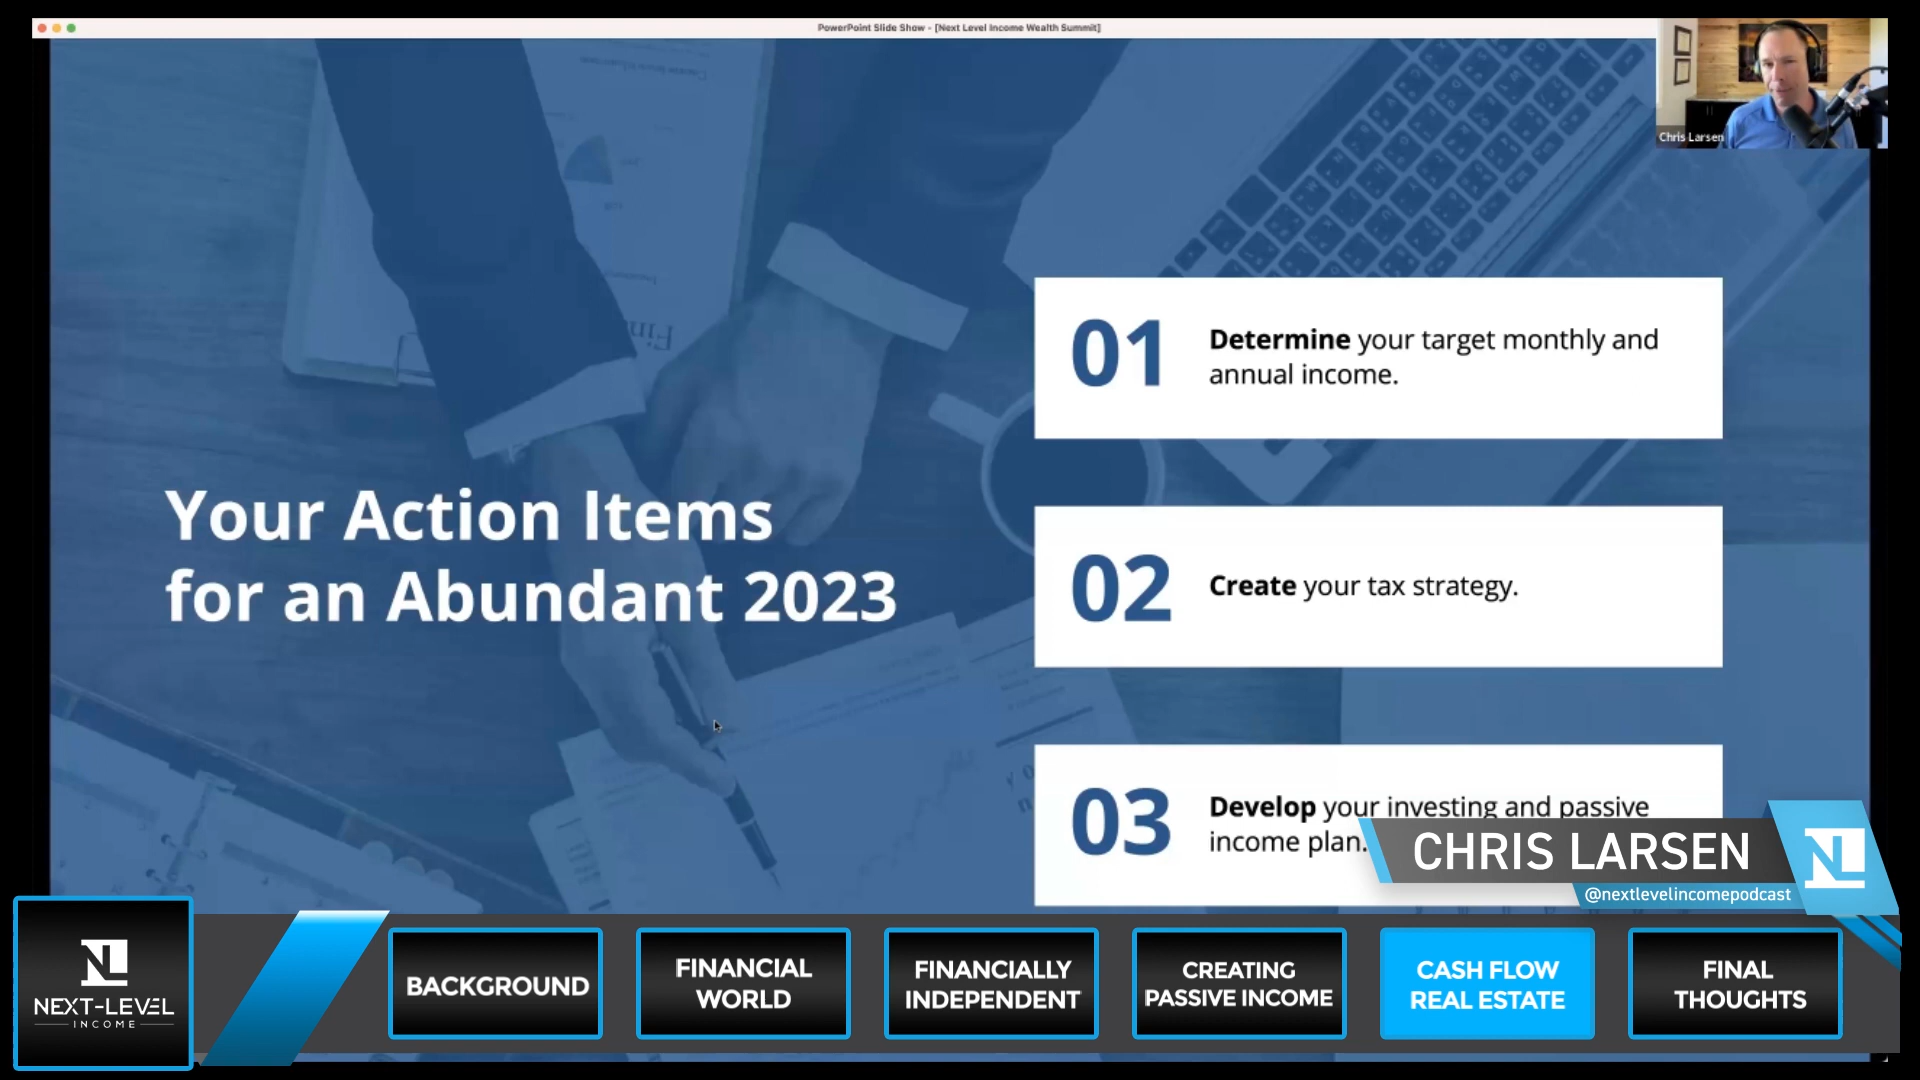 PowerPoint Slide Show - [Next Level Income Wealth Summit]
Chris Larsen
Your Action Items
for an Abundant 2023
01
Determine your target monthly and
annual income.
02
Create your tax strategy.
03
Develop your investing and passive
income plan.
CHRIS LARSEN
@nextlevelincomepodcast
NL
NEXT-LEVEL
INCOME
BACKGROUND
FINANCIAL
WORLD
FINANCIALLY
INDEPENDENT
CREATING
PASSIVE INCOME
CASH FLOW
REAL ESTATE
FINAL
THOUGHTS